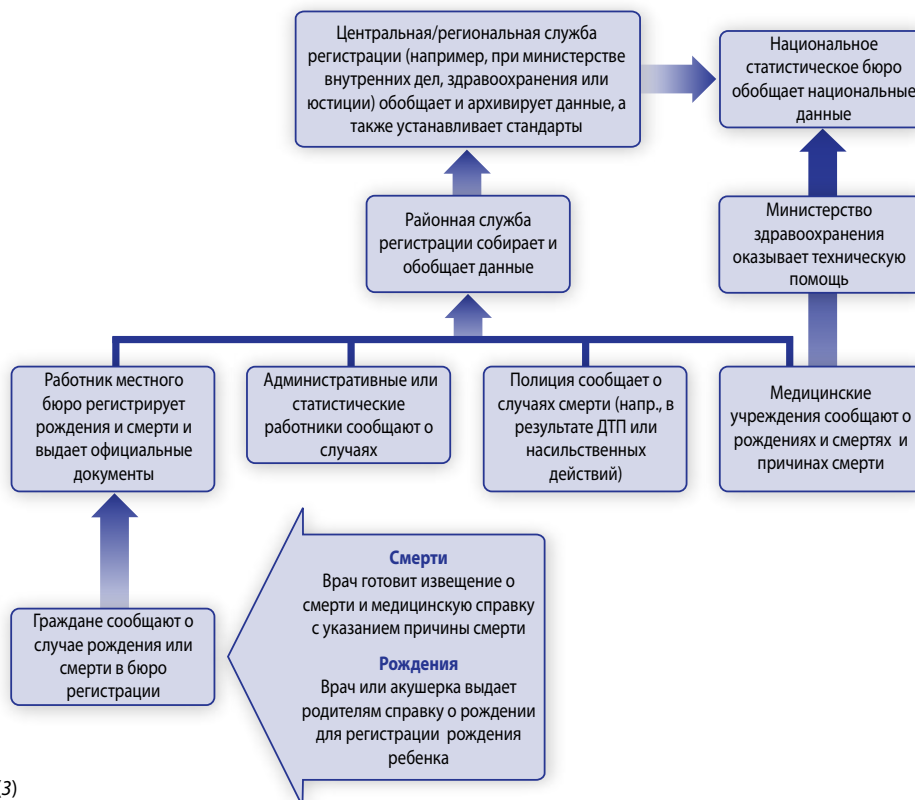 Центральная/региональная служба
регистрации (например, при министерстве
внутренних дел, здравоохранения или
юстиции) обобщает и архивирует данные, а
также устанавливает стандарты
Национальное
статистическое бюро
обобщает национальные
данные
Районная служба
регистрации собирает и
обобщает данные
Министерство
здравоохранения
оказывает техническую
помощь
Работник местного
бюро регистрирует
рождения и смерти и
выдает официальные
документы
Административные или
статистические
работники сообщают о
случаях
Полиция сообщает о
случаях смерти (напр., в
результате ДТП или
насильственных
действий)
Медицинские
учреждения сообщают о
рождениях и смертях и
причинах смерти
Граждане сообщают о
случае рождения или
смерти в бюро
регистрации
Смерти
Врач готовит извещение о
смерти и медицинскую справку
с указанием причины смерти
Рождения
Врач или акушерка выдает
родителям справку о рождении
для регистрации рождения
ребенка
3)